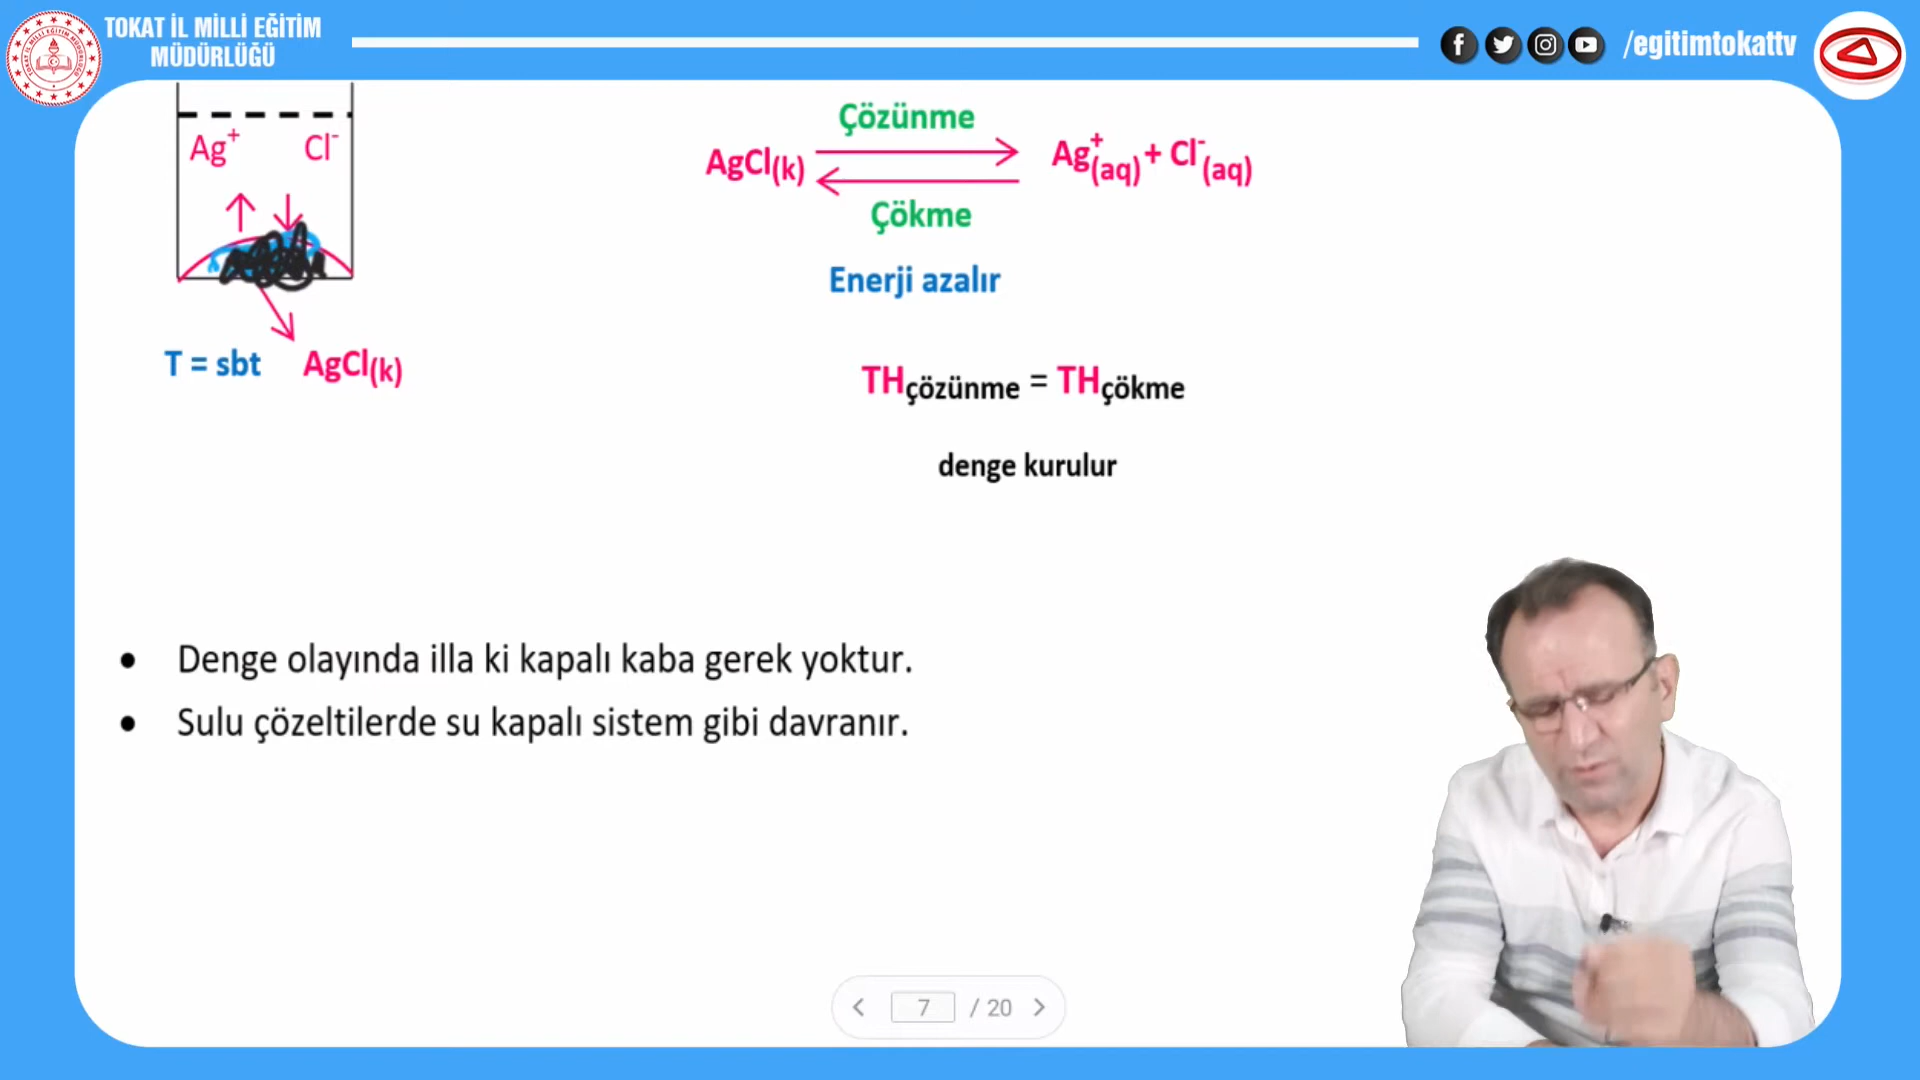 TOKAT İL MİLLİ EĞİTİM
MÜDÜRLÜĞÜ
/egitimtokattv
Ag⁺ Cl⁻
T = sbt AgCl(k)
Çözünme
AgCl(k) Ag⁺(aq) + Cl⁻(aq)
Çökme
Enerji azalır
THçözünme = THçökme
denge kurulur
• Denge olayında illa ki kapalı kaba gerek yoktur.
• Sulu çözeltilerde su kapalı sistem gibi davranır.
7 / 20